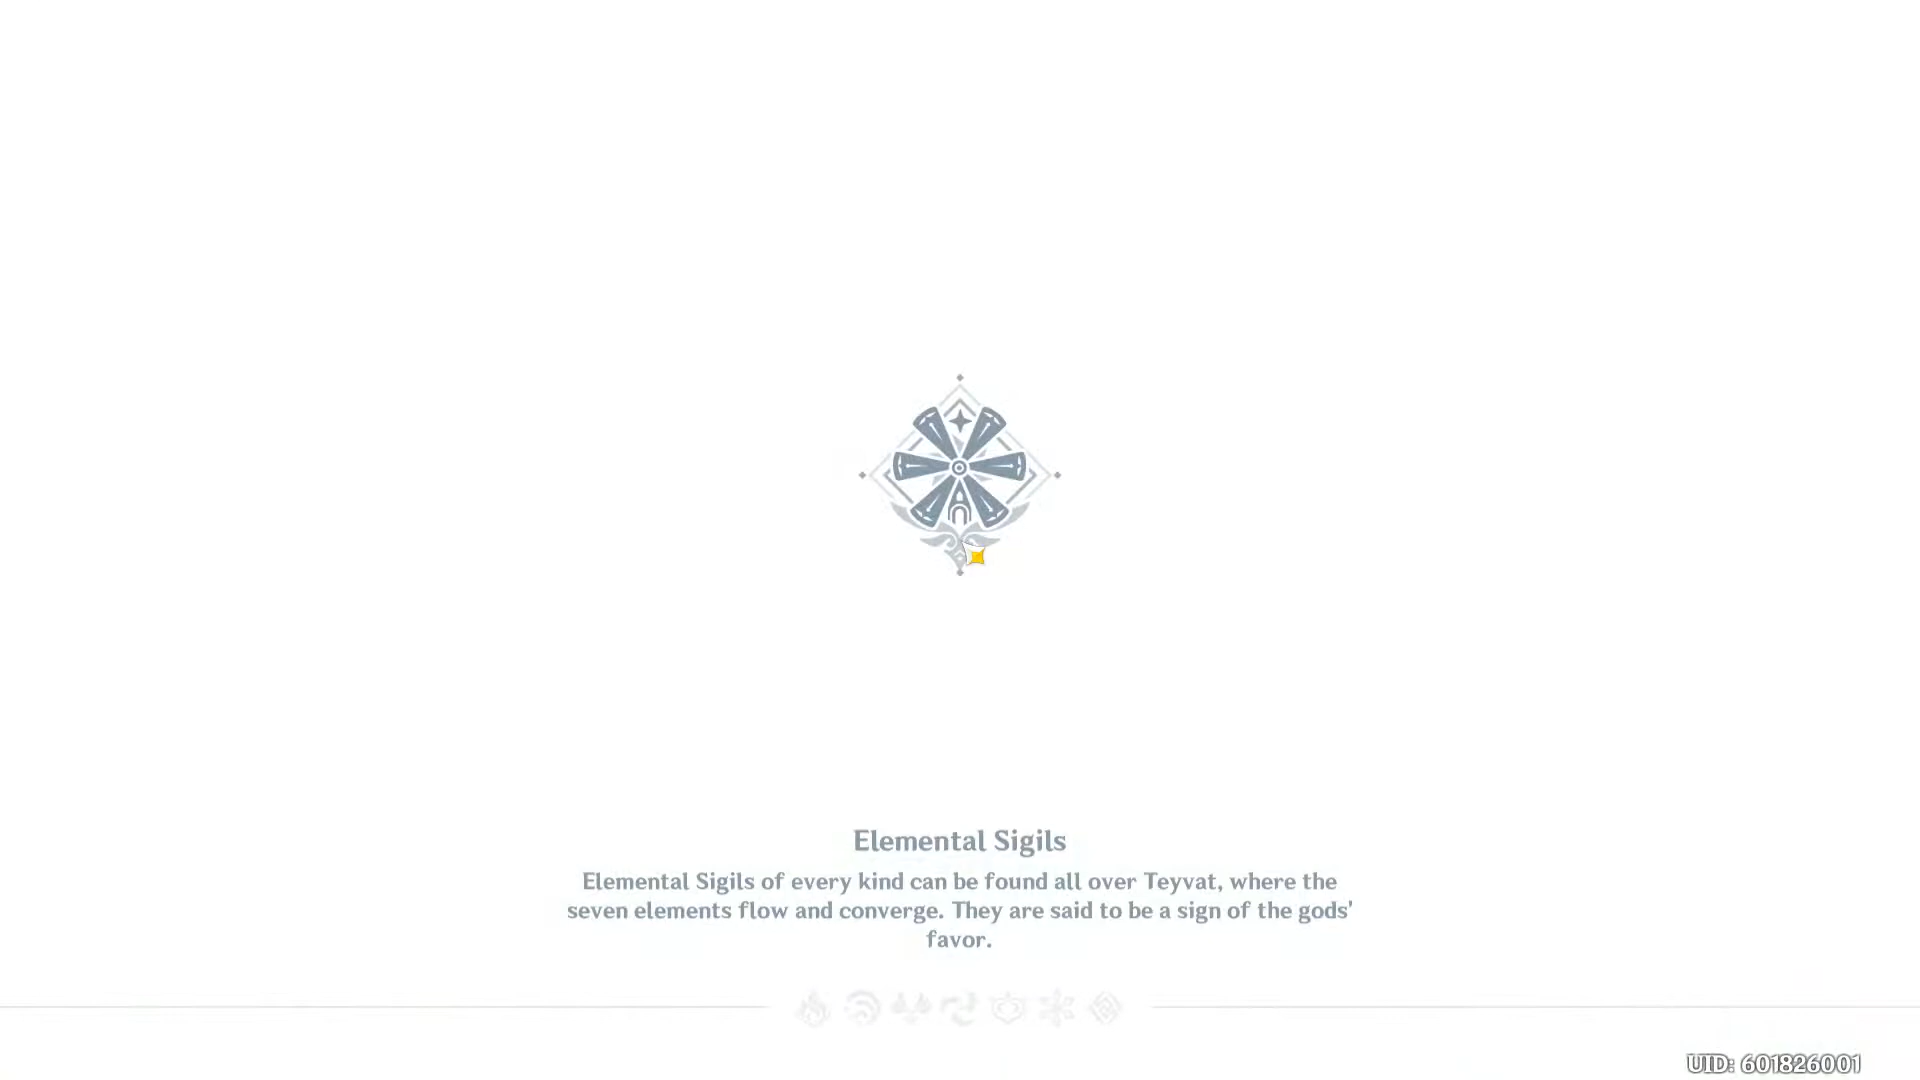 Elemental Sigils
Elemental Sigils of every kind can be found all over Teyvat, where the
seven elements flow and converge. They are said to be a sign of the gods'
favor.
UID: 601826001